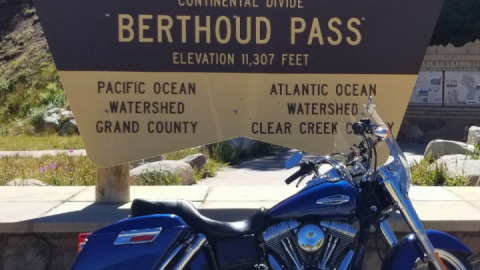 CONTINENTAL DIVIDE
BERTHOUD PASS
ELEVATION 11,307 FEET
PACIFIC OCEAN
WATERSHED
GRAND COUNTY
ATLANTIC OCEAN
WATERSHED
CLEAR CREEK COUNTY